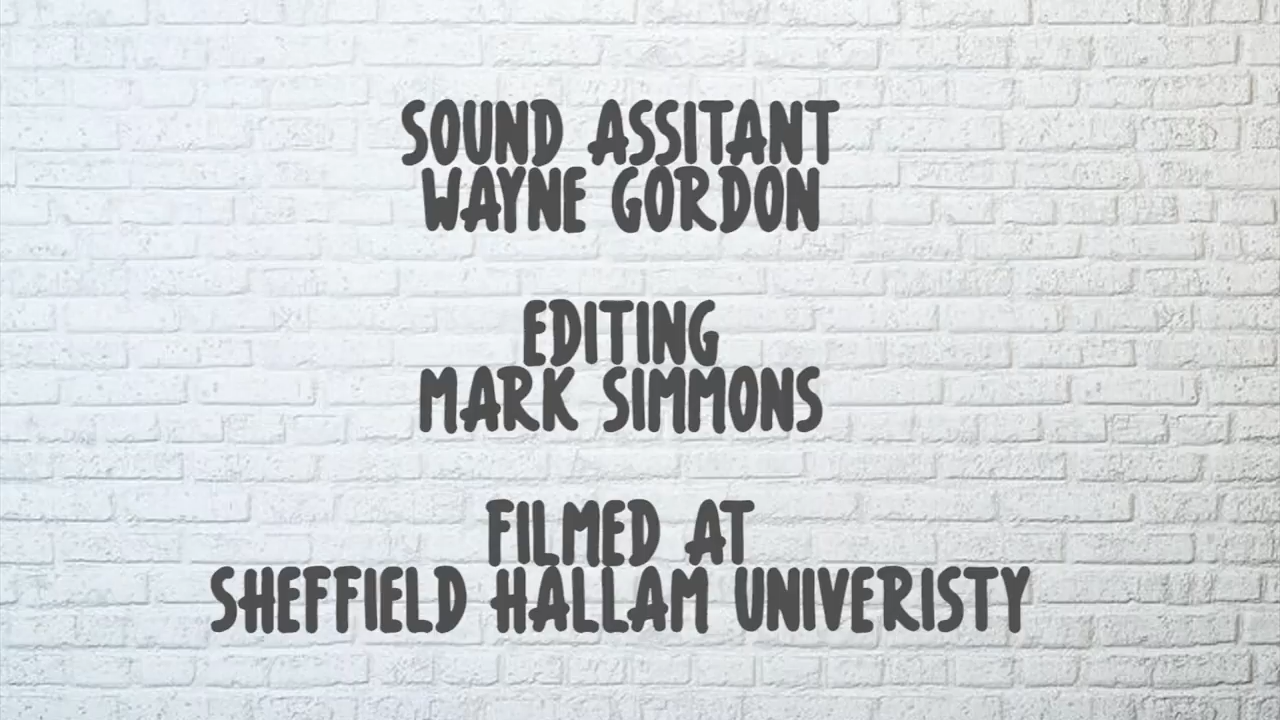 SOUND ASSITANT
WAYNE GORDON
EDITING
MARK SIMMONS
FILMED AT
SHEFFIELD HALLAM UNIVERISTY